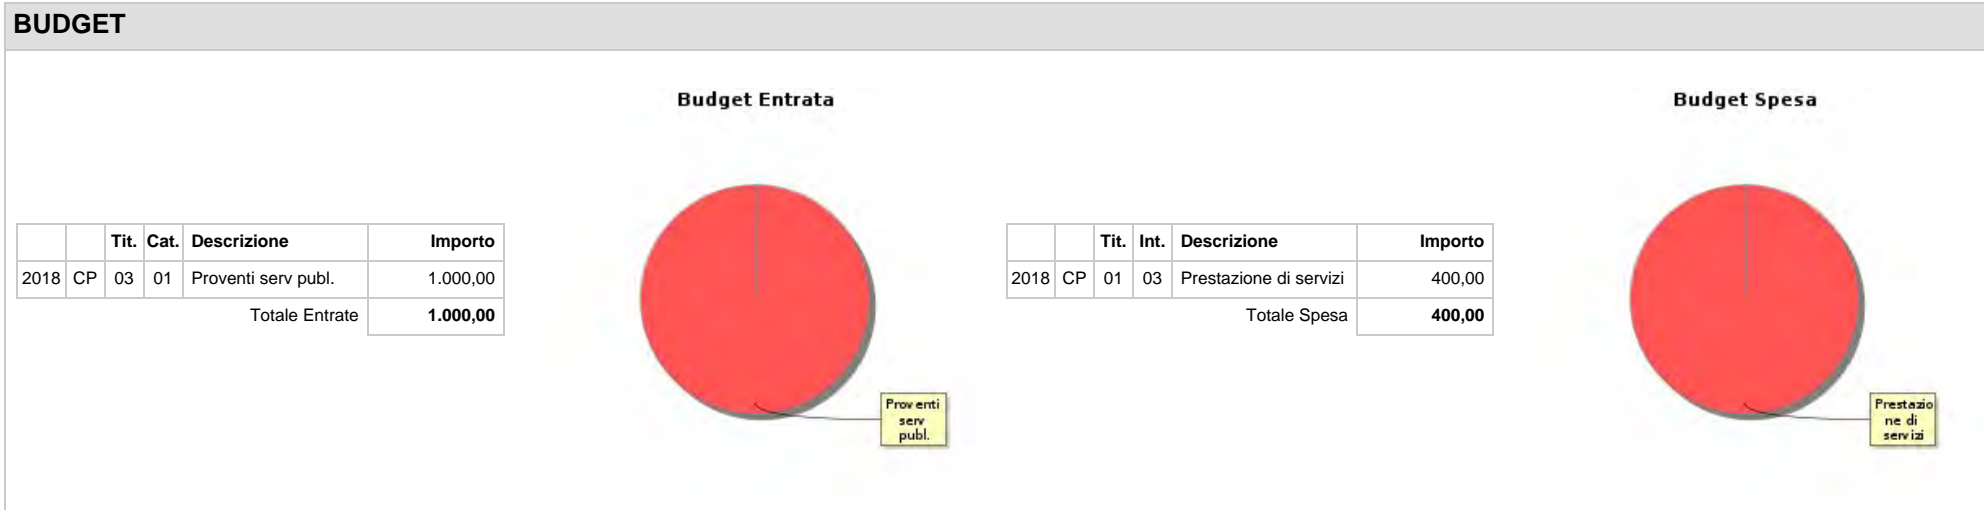 BUDGET
Budget Entrata
Tit. Cat. Descrizione Importo
2018 CP 03 01 Proventi serv publ. 1.000,00
Totale Entrate 1.000,00
Proventi
serv
publ.
Budget Spesa
Tit. Int. Descrizione Importo
2018 CP 01 03 Prestazione di servizi 400,00
Totale Spesa 400,00
Prestazio
ne di
servizi